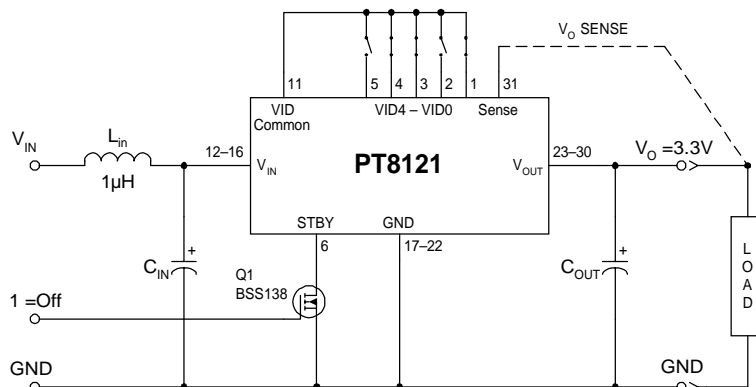 V_O SENSE
11
5
4
3
2
1
31
VID
Common
VID4 – VID0
Sense
V_IN
L_in
1µH
12–16
V_IN
PT8121
V_OUT
23–30
V_O =3.3V
STBY
GND
6
17–22
C_IN
+
Q1
BSS138
C_OUT
+
L
O
A
D
1 =Off
GND
GND